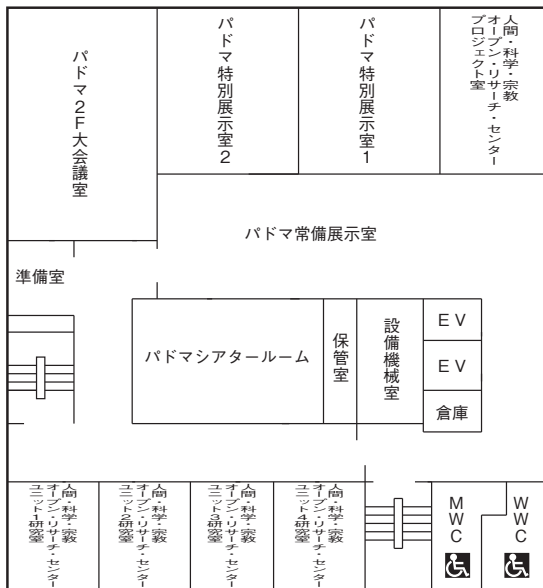 パドマ2F大会議室
パドマ特別展示室2
パドマ特別展示室1
人間・科学・宗教
オープン・リサーチ・センター
プロジェクト室
パドマ常備展示室
準備室
パドマシアタールーム
保管室
設備機械室
EV
EV
倉庫
人間・科学・宗教
オープン・リサーチ・センター
ユニット1研究室
人間・科学・宗教
オープン・リサーチ・センター
ユニット2研究室
人間・科学・宗教
オープン・リサーチ・センター
ユニット3研究室
人間・科学・宗教
オープン・リサーチ・センター
ユニット4研究室
MWC
WWC